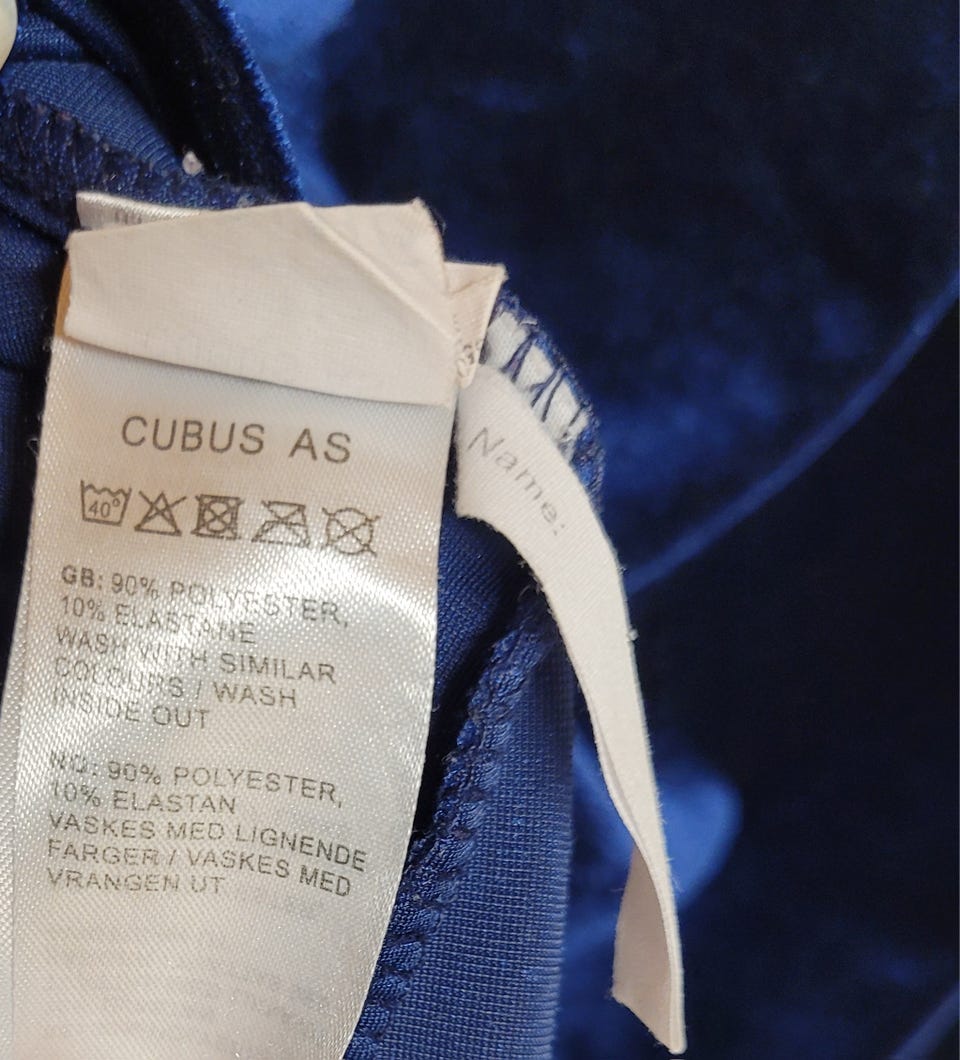 CUBUS AS
40°
GB: 90% POLYESTER,
10% ELASTANE
WASH WITH SIMILAR
COLOURS / WASH
INSIDE OUT
NO: 90% POLYESTER,
10% ELASTAN
VASKES MED LIGNENDE
FARGER / VASKES MED
VRANGEN UT
Name: